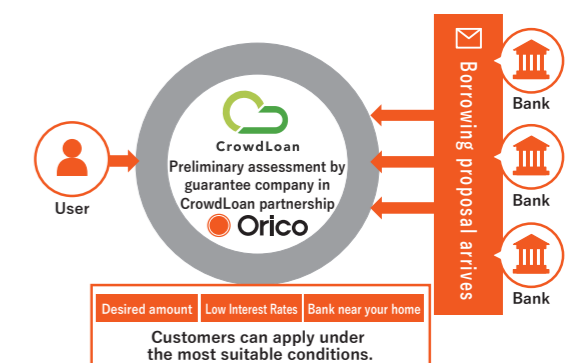 CrowdLoan
Preliminary assessment by
guarantee company in
CrowdLoan partnership
Orico
User
Borrowing proposal arrives
Bank
Bank
Bank
Desired amount
Low Interest Rates
Bank near your home
Customers can apply under
the most suitable conditions.